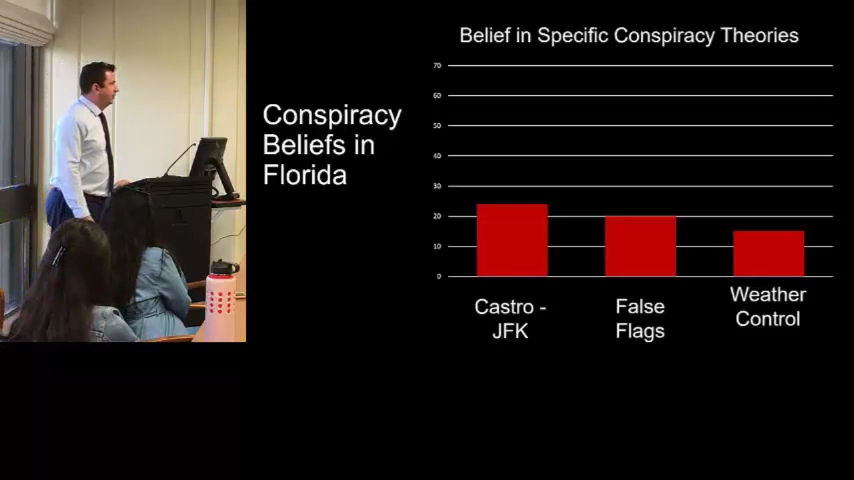 Belief in Specific Conspiracy Theories
Conspiracy
Beliefs in
Florida
70
60
50
40
30
20
10
0
Castro -
JFK
False
Flags
Weather
Control